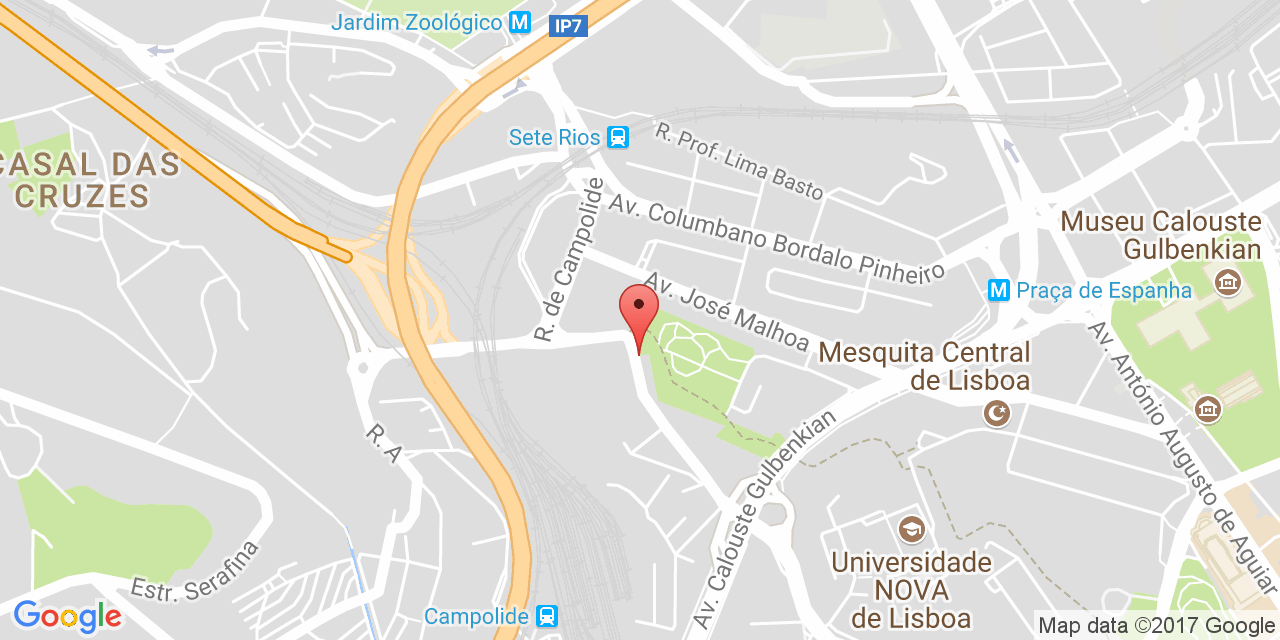 Jardim Zoológico M
IP7
Sete Rios
R. Prof. Lima Basto
CASAL DAS
CRUZES
R. de Campolide
Av. Columbano Bordalo Pinheiro
Museu Calouste
Gulbenkian
M Praça de Espanha
Av. José Malhoa
Mesquita Central
de Lisboa
Av. António Augusto de Aguiar
R. A
Av. Calouste Gulbenkian
Universidade
NOVA
de Lisboa
Estr. Serafina
Campolide
Google
Map data ©2017 Google